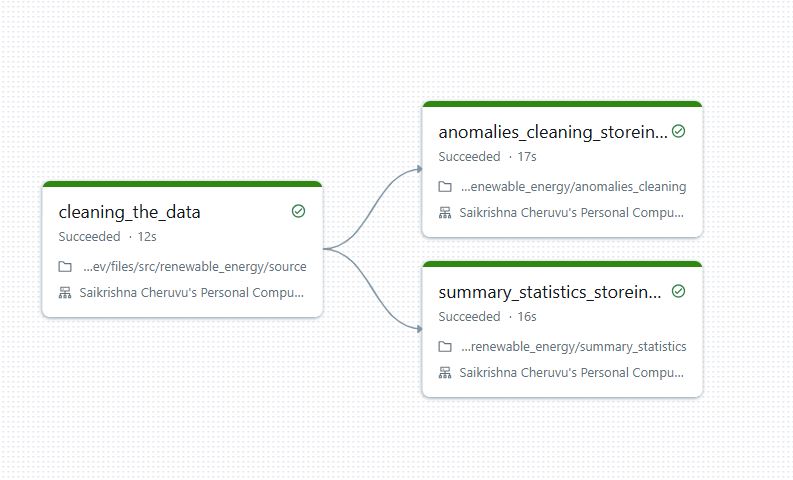 cleaning_the_data
Succeeded · 12s
...ev/files/src/renewable_energy/source
Saikrishna Cheruvu's Personal Compu...
anomalies_cleaning_storein...
Succeeded · 17s
...enewable_energy/anomalies_cleaning
Saikrishna Cheruvu's Personal Compu...
summary_statistics_storein...
Succeeded · 16s
...renewable_energy/summary_statistics
Saikrishna Cheruvu's Personal Compu...